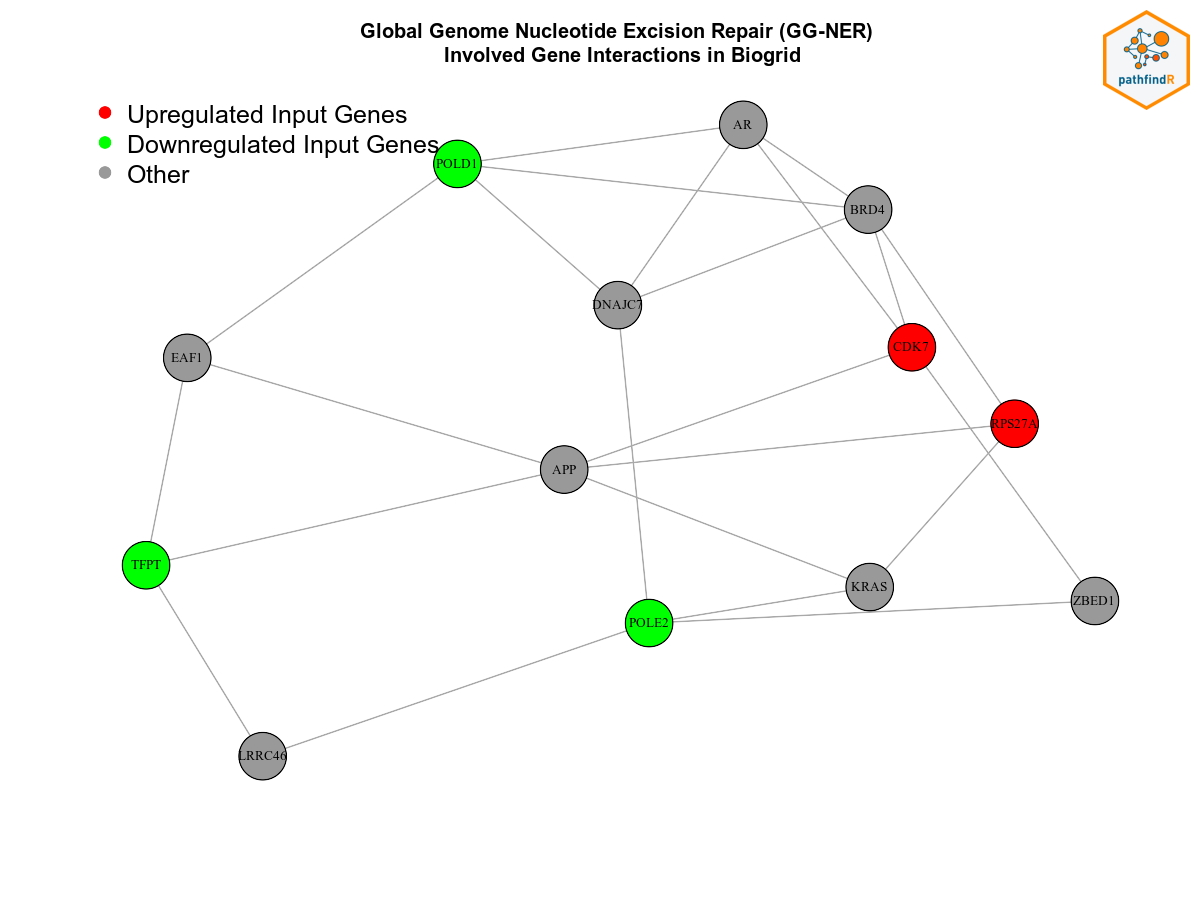 Global Genome Nucleotide Excision Repair (GG-NER)
Involved Gene Interactions in Biogrid
pathfindR
Upregulated Input Genes
Downregulated Input Genes
Other
AR
POLD1
BRD4
DNAJC7
CDK7
EAF1
RPS27A
APP
TFPT
KRAS
ZBED1
POLE2
LRRC46